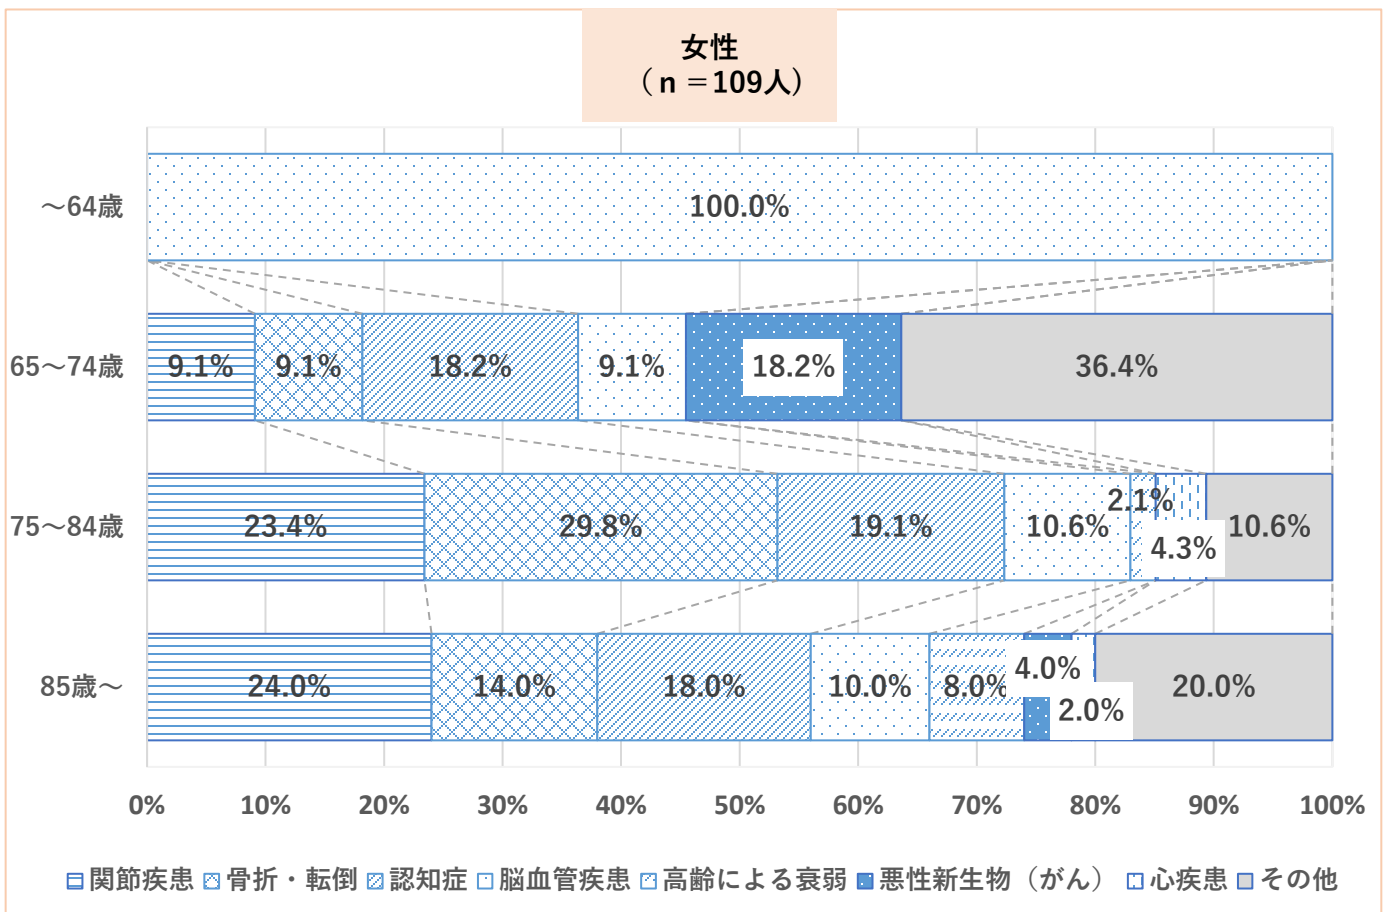 女性
（ｎ＝109人）
～64歳
100.0%
65～74歳
9.1% 9.1% 18.2% 9.1% 18.2% 36.4%
75～84歳
23.4% 29.8% 19.1% 10.6% 2.1% 4.3% 10.6%
85歳～
24.0% 14.0% 18.0% 10.0% 8.0% 4.0% 2.0% 20.0%
0% 10% 20% 30% 40% 50% 60% 70% 80% 90% 100%
関節疾患 骨折・転倒 認知症 脳血管疾患 高齢による衰弱 悪性新生物（がん） 心疾患 その他